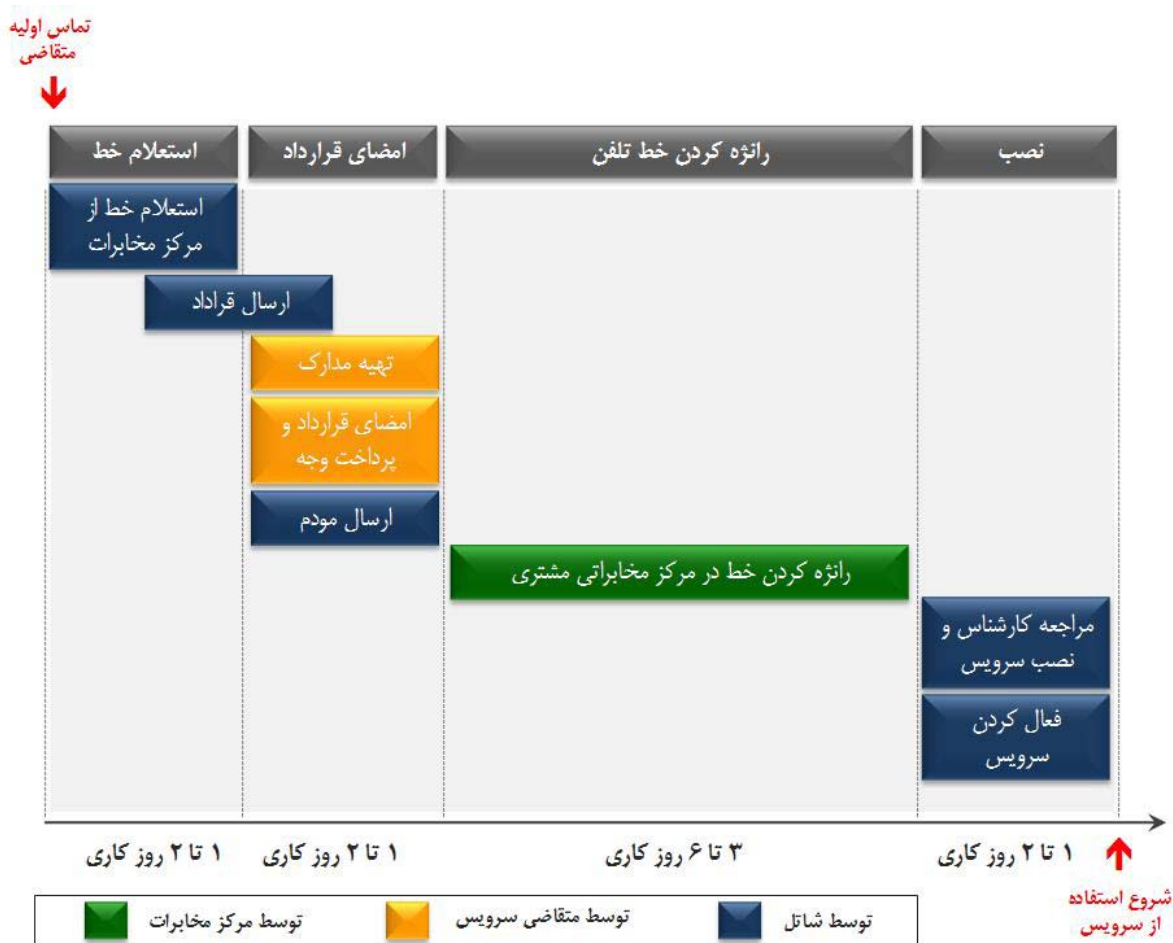 تماس اولیه
متقاضی
استعلام خط
امضای قرارداد
رانژه کردن خط تلفن
نصب
استعلام خط از
مرکز مخابرات
ارسال قراداد
تهیه مدارک
امضای قرارداد و
پرداخت وجه
ارسال مودم
رانژه کردن خط در مرکز مخابراتی مشتری
مراجعه کارشناس و
نصب سرویس
فعال کردن
سرویس
۱ تا ۲ روز کاری
۱ تا ۲ روز کاری
۳ تا ۶ روز کاری
۱ تا ۲ روز کاری
شروع استفاده
از سرویس
توسط شاتل
توسط متقاضی سرویس
توسط مرکز مخابرات